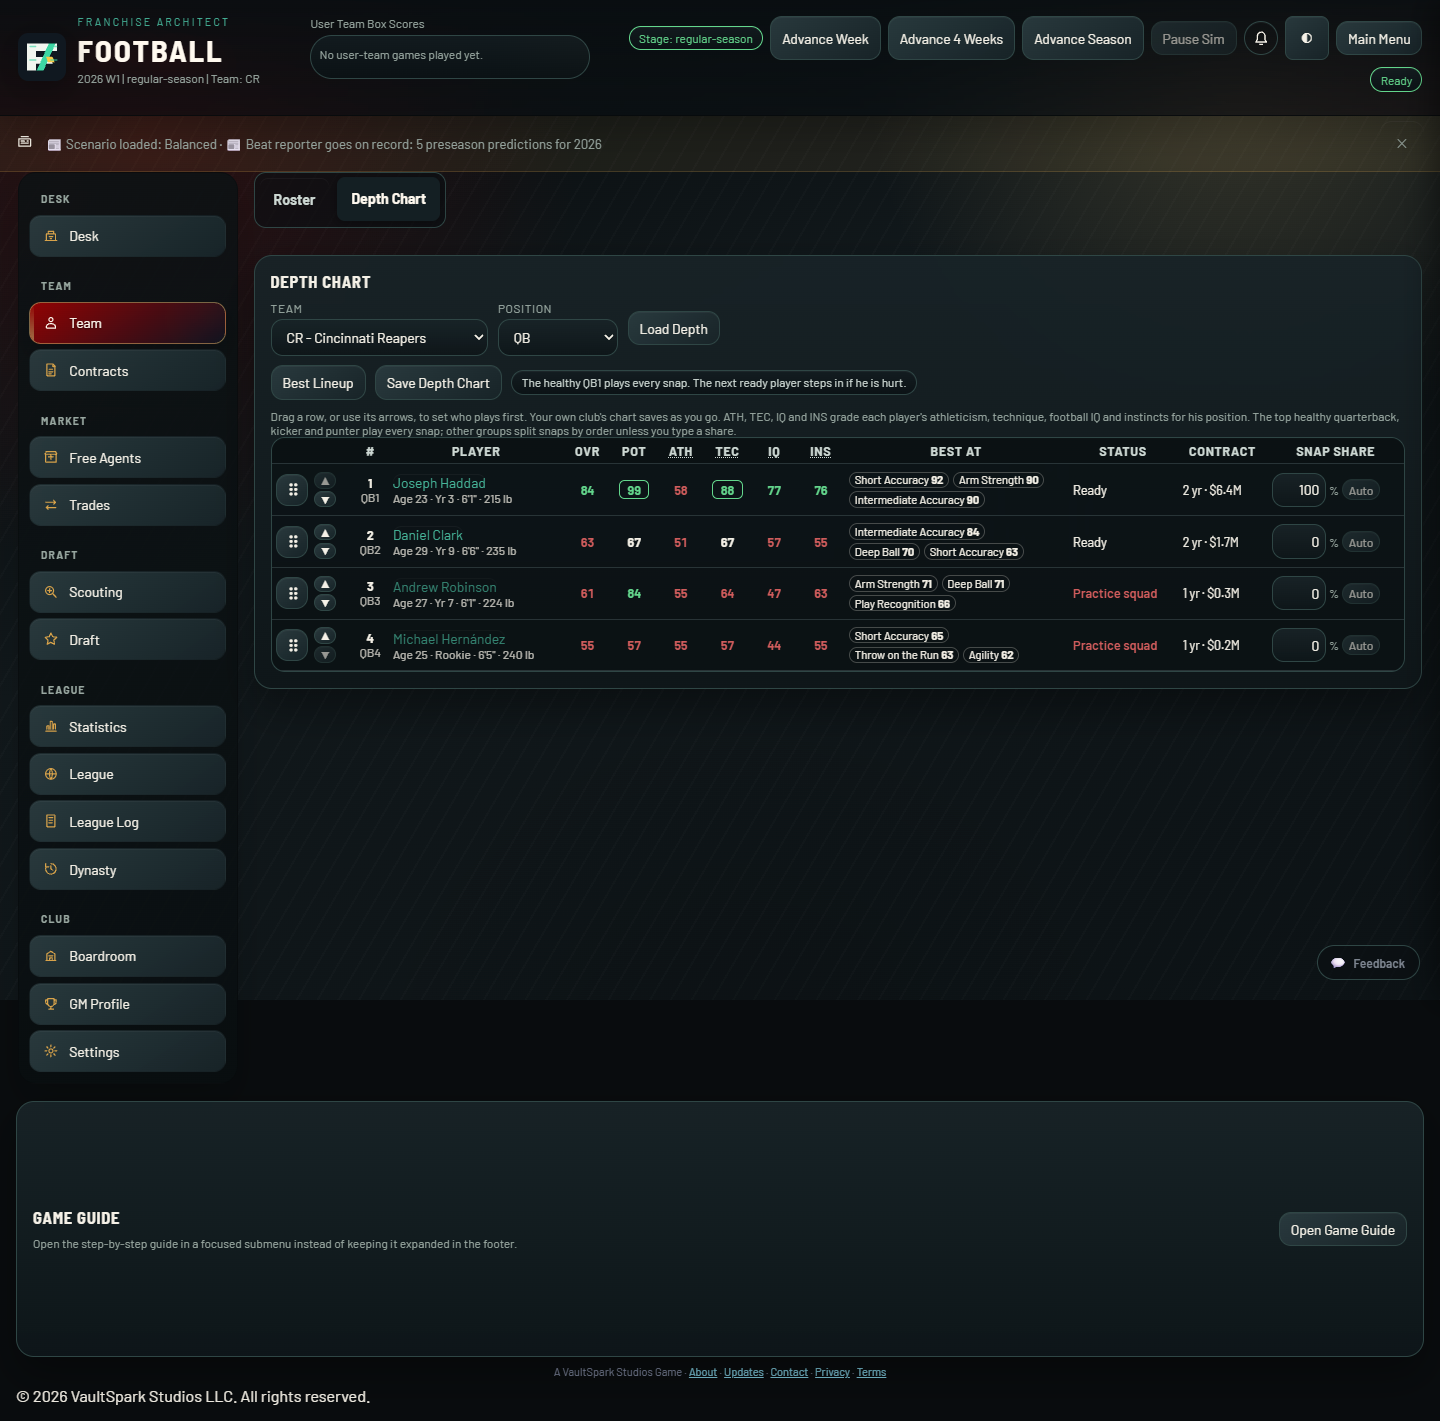 FRANCHISE ARCHITECT
FOOTBALL
2026 W1 | regular-season | Team: CR
User Team Box Scores
No user-team games played yet.
Stage: regular-season
Advance Week
Advance 4 Weeks
Advance Season
Pause Sim
Main Menu
Ready
Scenario loaded: Balanced · Beat reporter goes on record: 5 preseason predictions for 2026
DESK
Desk
TEAM
Team
Contracts
MARKET
Free Agents
Trades
DRAFT
Scouting
Draft
LEAGUE
Statistics
League
League Log
Dynasty
CLUB
Boardroom
GM Profile
Settings
Roster
Depth Chart
DEPTH CHART
TEAM
POSITION
CR - Cincinnati Reapers
QB
Load Depth
Best Lineup
Save Depth Chart
The healthy QB1 plays every snap. The next ready player steps in if he is hurt.
Drag a row, or use its arrows, to set who plays first. Your own club's chart saves as you go. ATH, TEC, IQ and INS grade each player's athleticism, technique, football IQ and instincts for his position. The top healthy quarterback,
kicker and punter play every snap; other groups split snaps by order unless you type a share.
# PLAYER OVR POT ATH TEC IQ INS BEST AT STATUS CONTRACT SNAP SHARE
1 Joseph Haddad 84 99 58 88 77 76 Short Accuracy 92 Arm Strength 90 Ready 2 yr · $6.4M 100 % Auto
QB1 Age 23 · Yr 3 · 6'1" · 215 lb Intermediate Accuracy 90
2 Daniel Clark 63 67 51 67 57 55 Intermediate Accuracy 84 Ready 2 yr · $1.7M 0 % Auto
QB2 Age 29 · Yr 9 · 6'6" · 235 lb Deep Ball 70 Short Accuracy 63
3 Andrew Robinson 61 84 55 64 47 63 Arm Strength 71 Deep Ball 71 Practice squad 1 yr · $0.3M 0 % Auto
QB3 Age 27 · Yr 7 · 6'1" · 224 lb Play Recognition 66
4 Michael Hernández 55 57 55 57 44 55 Short Accuracy 65 Practice squad 1 yr · $0.2M 0 % Auto
QB4 Age 25 · Rookie · 6'5" · 240 lb Throw on the Run 63 Agility 62
Feedback
GAME GUIDE
Open the step-by-step guide in a focused submenu instead of keeping it expanded in the footer.
Open Game Guide
A VaultSpark Studios Game · About · Updates · Contact · Privacy · Terms
© 2026 VaultSpark Studios LLC. All rights reserved.